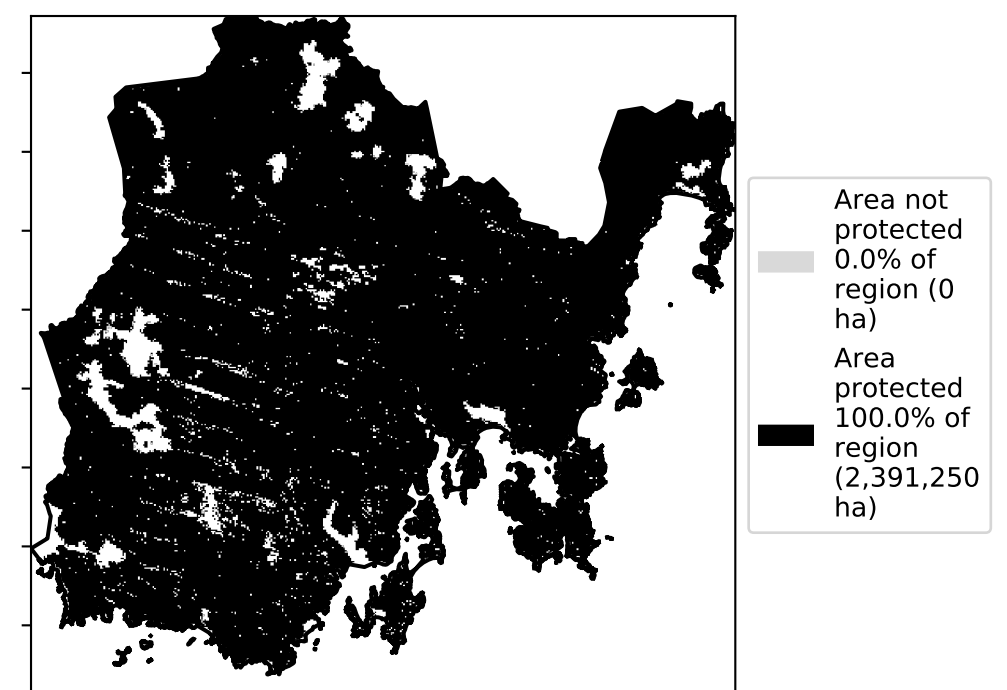 Area not
protected
0.0% of
region (0
ha)
Area
protected
100.0% of
region
(2,391,250
ha)